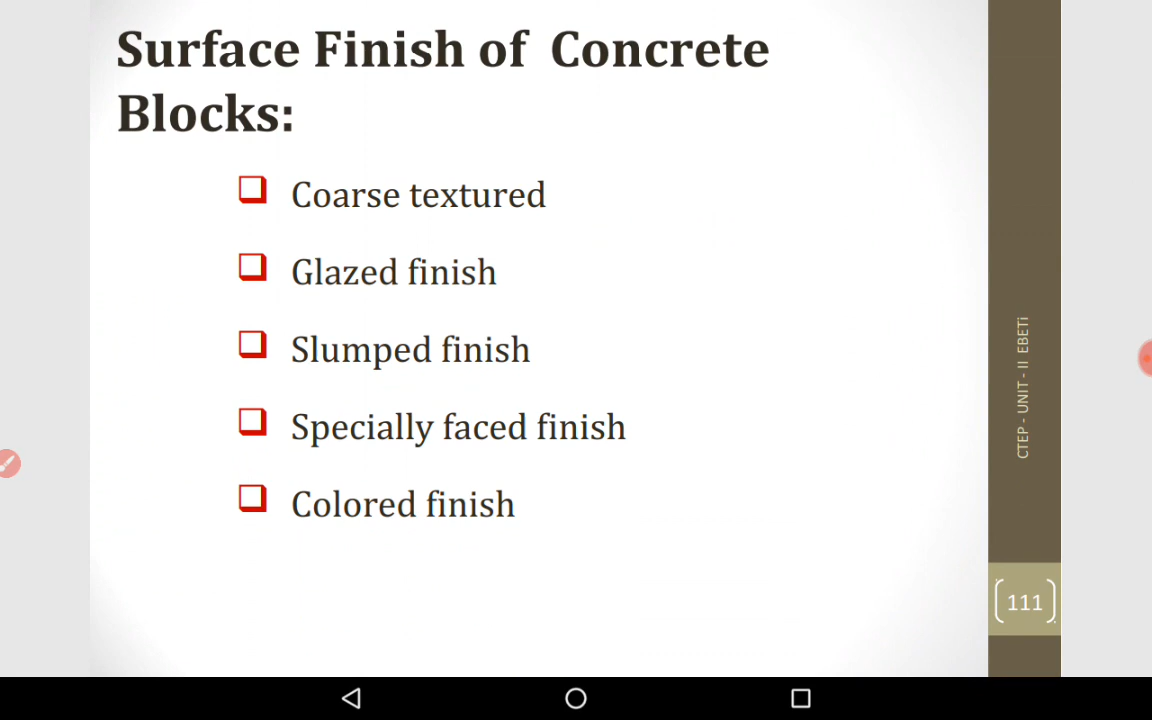 Surface Finish of Concrete
Blocks:
Coarse textured
Glazed finish
Slumped finish
Specially faced finish
Colored finish
CTEP - UNIT - II EBETi
111